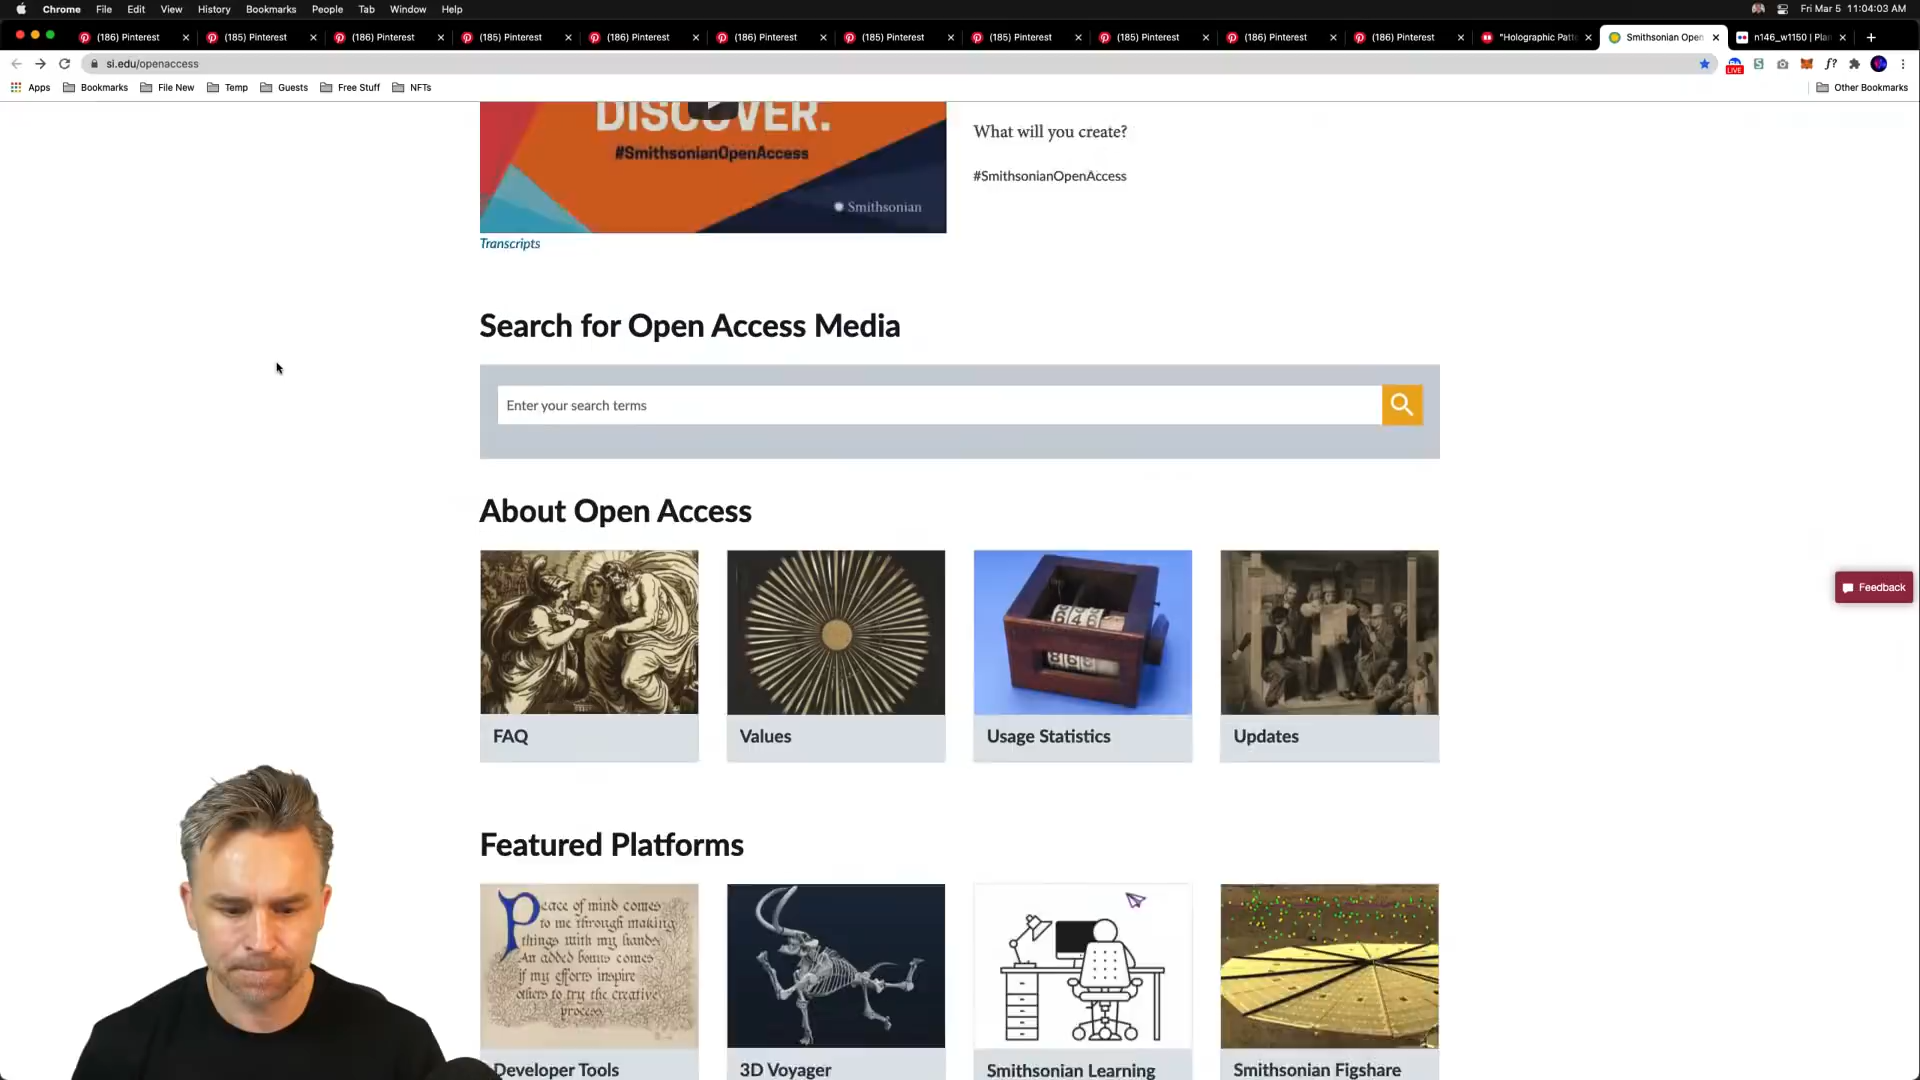 Chrome File Edit View History Bookmarks People Tab Window Help Fri Mar 5 11:04:03 AM
(186) Pinterest (185) Pinterest (186) Pinterest (185) Pinterest (186) Pinterest (186) Pinterest (185) Pinterest (185) Pinterest (185) Pinterest (186) Pinterest (186) Pinterest "Holographic Patt Smithsonian Open n146_w1150 | Pla
si.edu/openaccess
LIVE
Apps Bookmarks File New Temp Guests Free Stuff NFTs Other Bookmarks
DISCOVER.
#SmithsonianOpenAccess
Smithsonian
What will you create?
#SmithsonianOpenAccess
Transcripts
Search for Open Access Media
Enter your search terms
About Open Access
Feedback
FAQ
Values
Usage Statistics
Updates
Featured Platforms
Peace of mind comes
to me through making
things with my hands.
An added bonus comes
if my efforts inspire
others to try the creative
process.
Developer Tools
3D Voyager
Smithsonian Learning
Smithsonian Figshare